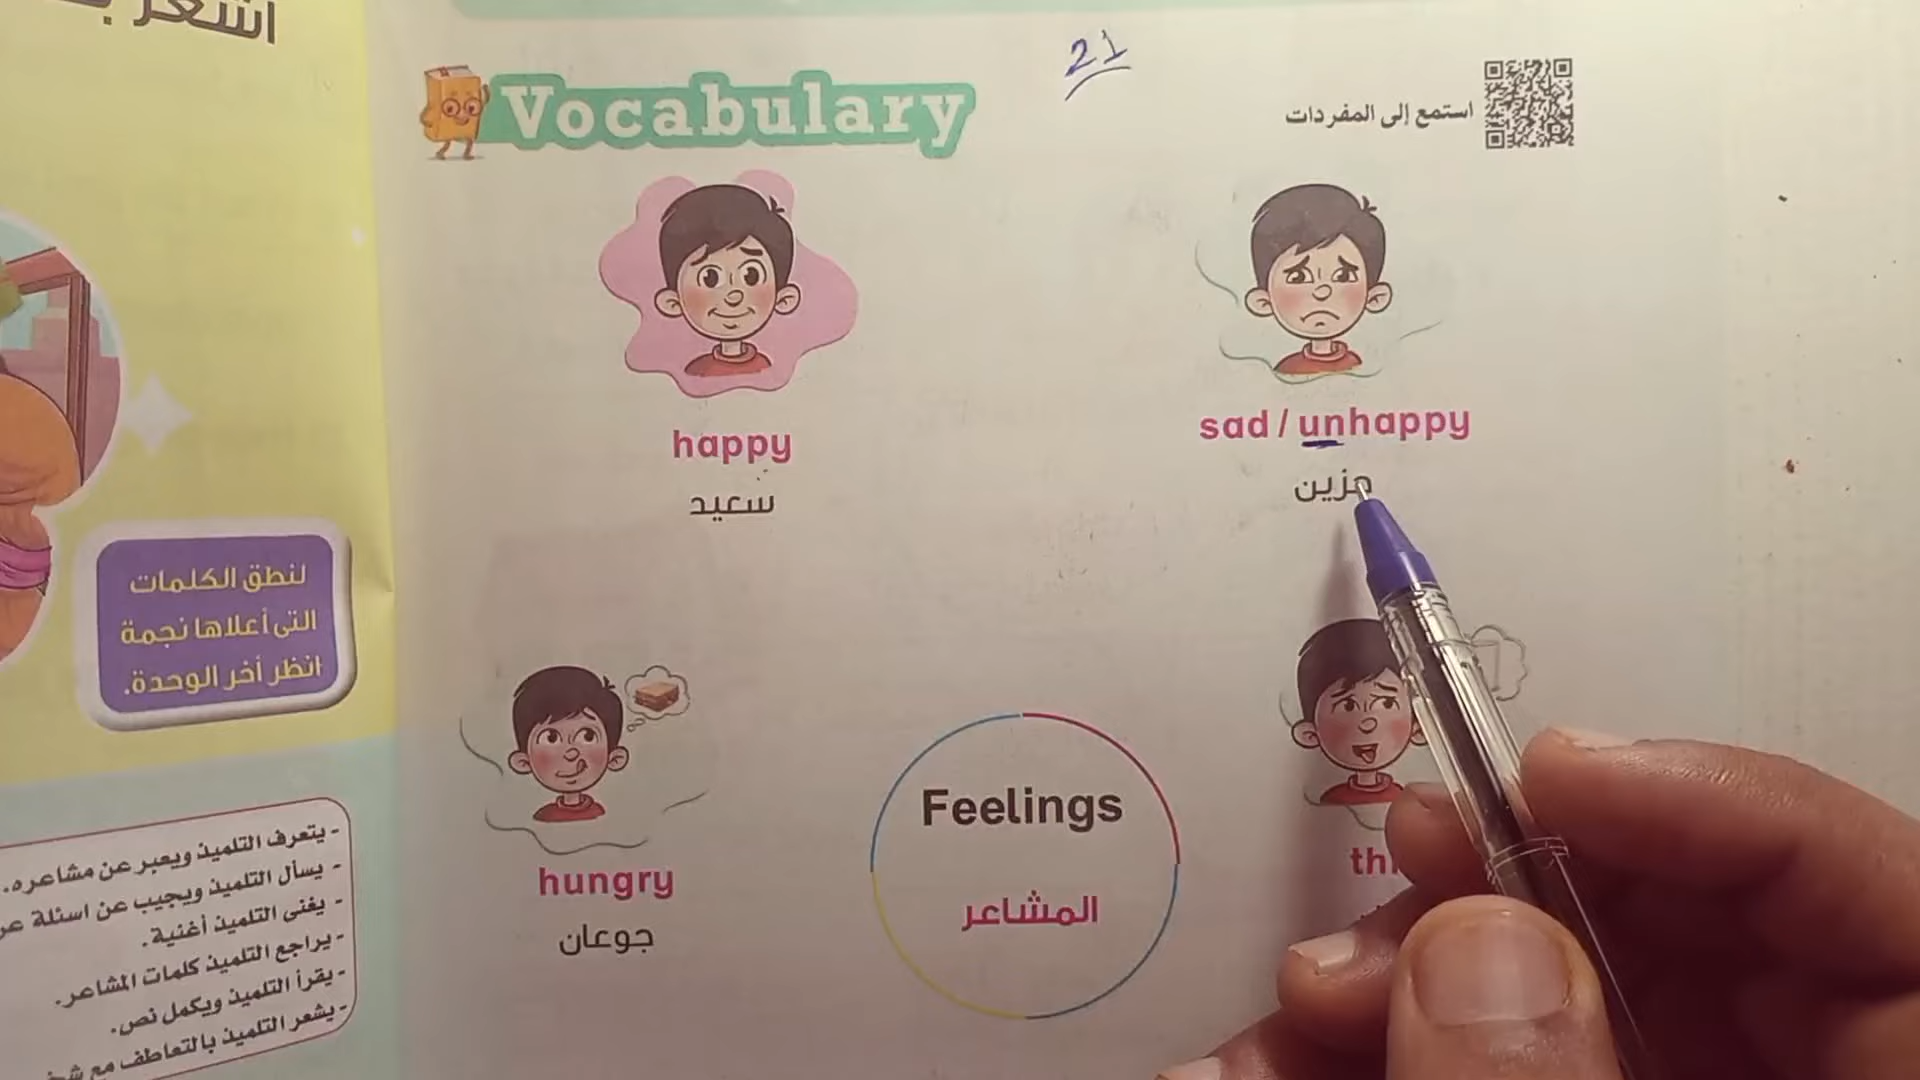 21
Vocabulary
استمع إلى المفردات
happy
سعيد
sad / unhappy
حزين
hungry
جوعان
Feelings
المشاعر
لنطق الكلمات
التى أعلاها نجمة
انظر أخر الوحدة.
- يتعرف التلميذ ويعبر عن مشاعره.
- يسأل التلميذ ويجيب عن اسئلة
- يغنى التلميذ أغنية.
- يراجع التلميذ كلمات المشاعر.
- يقرأ التلميذ ويكمل نص.
- يشعر التلميذ بالتعاطف مع